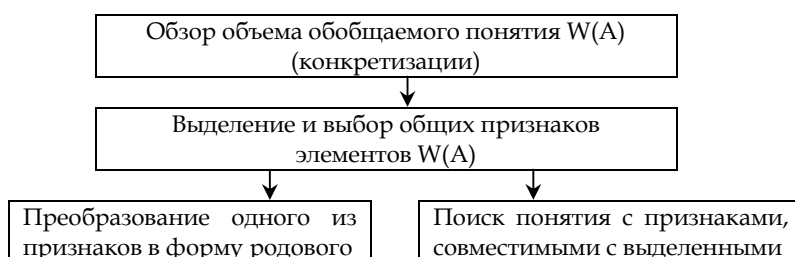 Обзор объема обобщаемого понятия W(A)
(конкретизации)
Выделение и выбор общих признаков
элементов W(A)
Преобразование одного из
признаков в форму родового
Поиск понятия с признаками,
совместимыми с выделенными